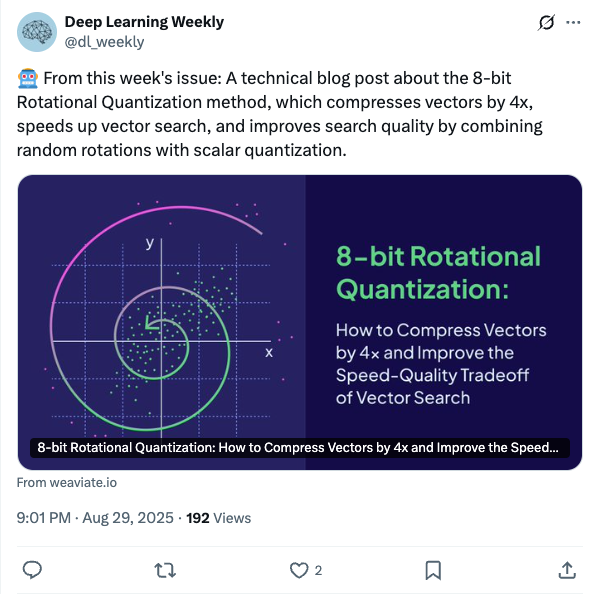 Deep Learning Weekly
@dl_weekly
🤖 From this week's issue: A technical blog post about the 8-bit
Rotational Quantization method, which compresses vectors by 4x,
speeds up vector search, and improves search quality by combining
random rotations with scalar quantization.
y
x
8-bit Rotational
Quantization:
How to Compress Vectors
by 4x and Improve the
Speed-Quality Tradeoff
of Vector Search
8-bit Rotational Quantization: How to Compress Vectors by 4x and Improve the Speed...
From weaviate.io
9:01 PM · Aug 29, 2025 · 192 Views
2